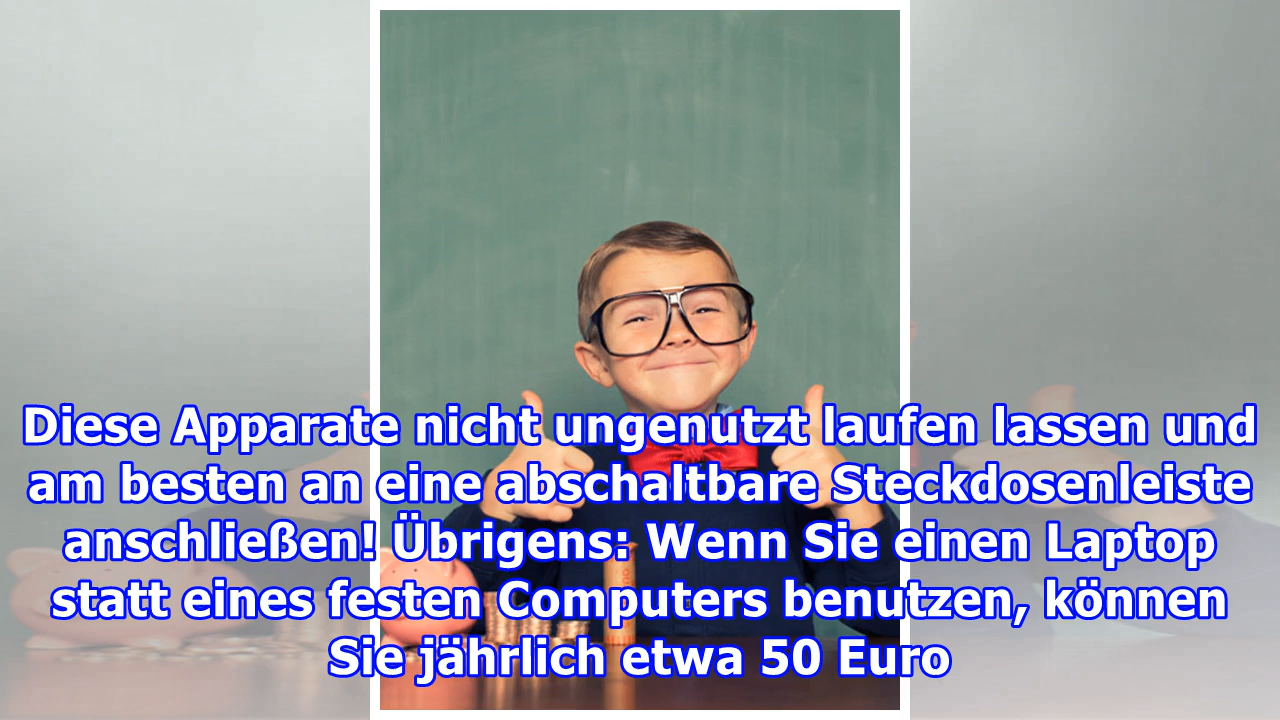 Diese Apparate nicht ungenutzt laufen lassen und
am besten an eine abschaltbare Steckdosenleiste
anschließen! Übrigens: Wenn Sie einen Laptop
statt eines festen Computers benutzen, können
Sie jährlich etwa 50 Euro